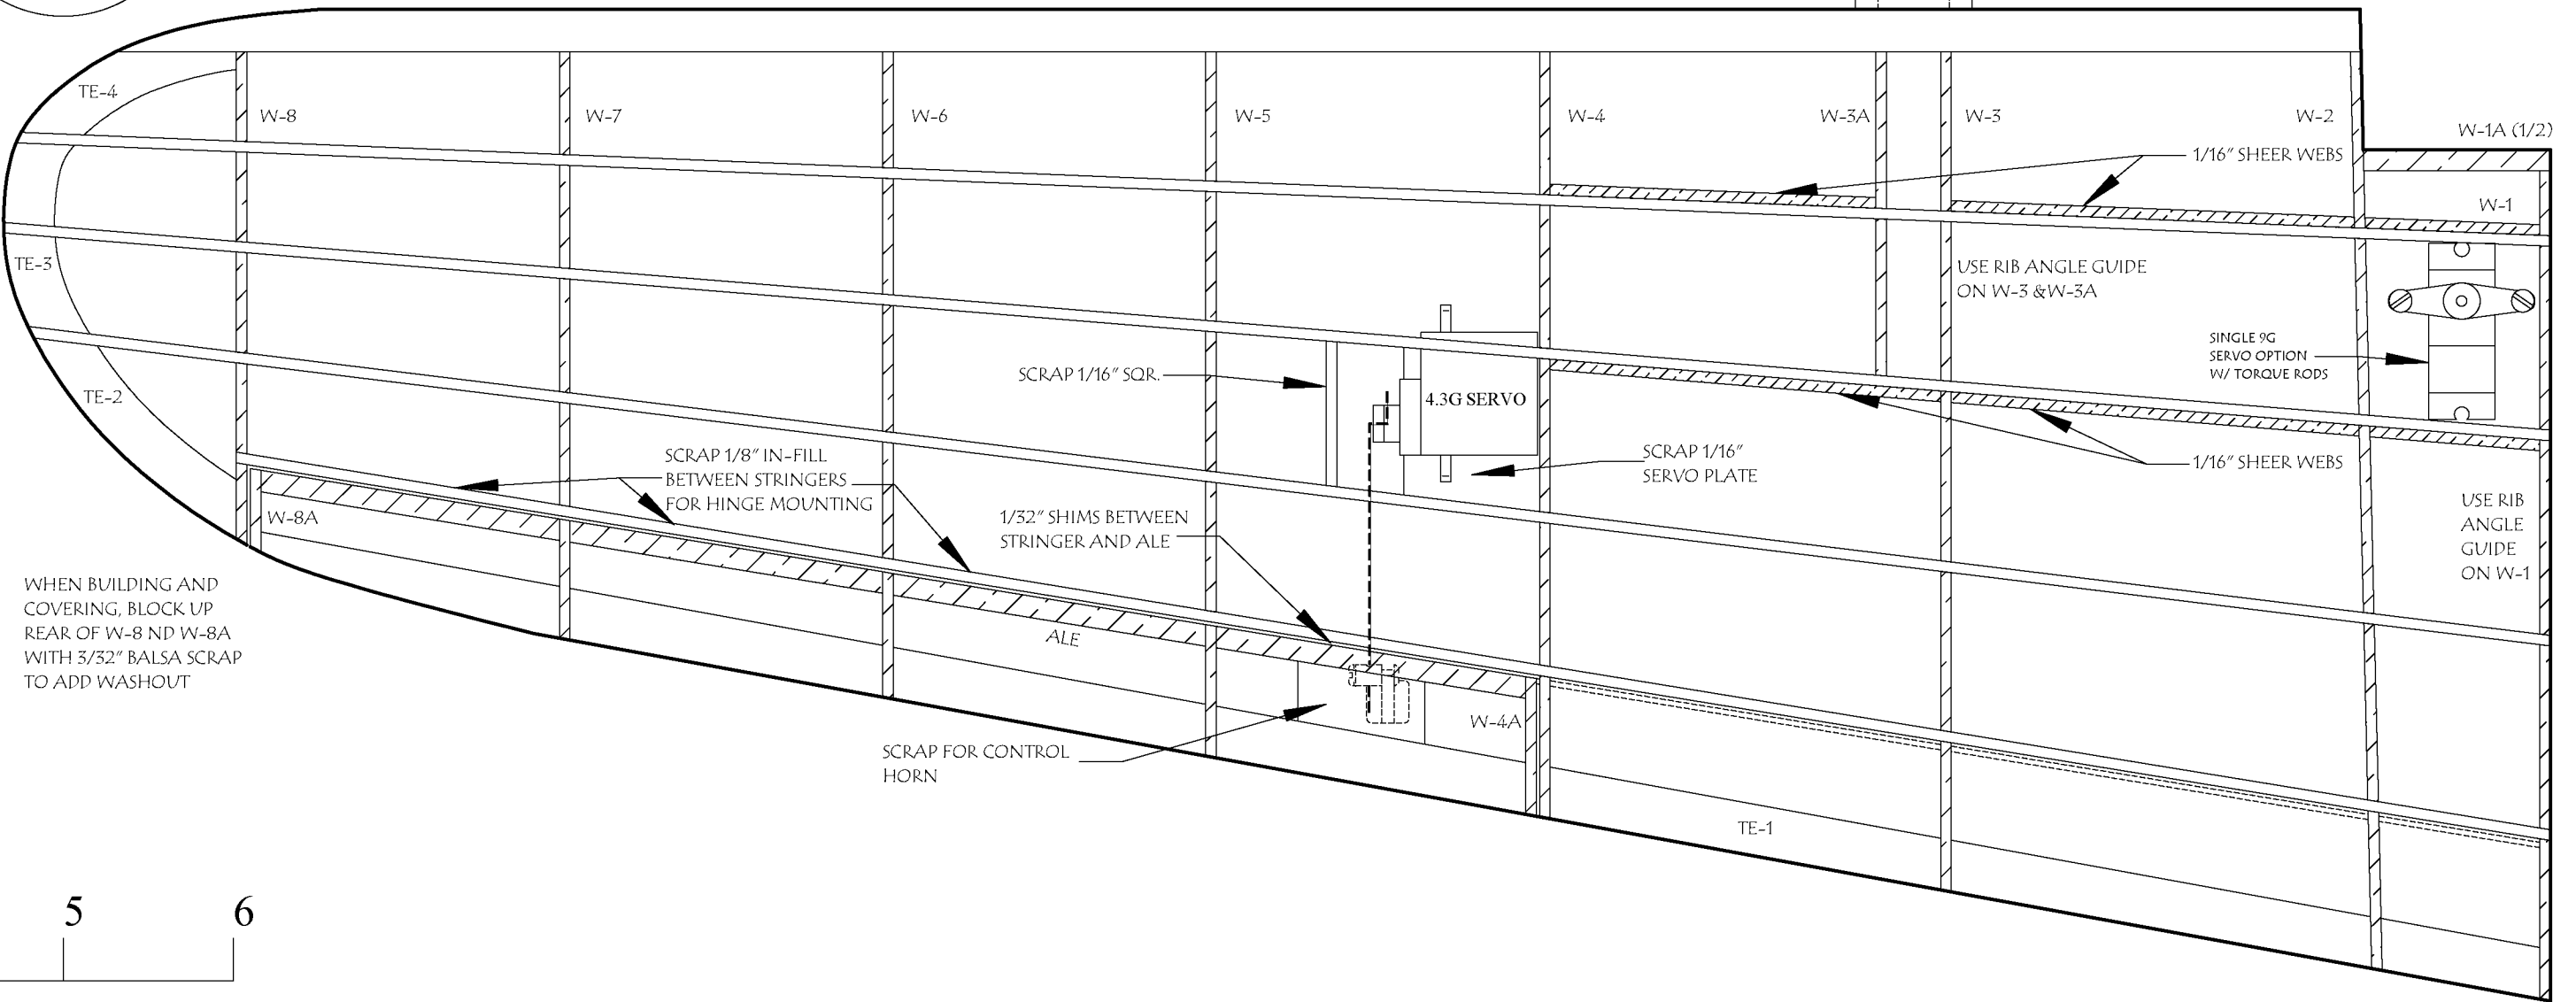 TE-4
W-8
W-7
W-6
W-5
W-4
W-3A
W-3
W-2
W-1A (1/2)
1/16" SHEER WEBS
W-1
TE-3
USE RIB ANGLE GUIDE
ON W-3 &W-3A
SINGLE 9G
SERVO OPTION
W/ TORQUE RODS
SCRAP 1/16" SQR.
4.3G SERVO
TE-2
SCRAP 1/8" IN-FILL
BETWEEN STRINGERS
FOR HINGE MOUNTING
SCRAP 1/16"
SERVO PLATE
1/16" SHEER WEBS
W-8A
1/32" SHIMS BETWEEN
STRINGER AND ALE
USE RIB
ANGLE
GUIDE
ON W-1
WHEN BUILDING AND
COVERING, BLOCK UP
REAR OF W-8 ND W-8A
WITH 3/32" BALSA SCRAP
TO ADD WASHOUT
ALE
W-4A
SCRAP FOR CONTROL
HORN
TE-1
5
6